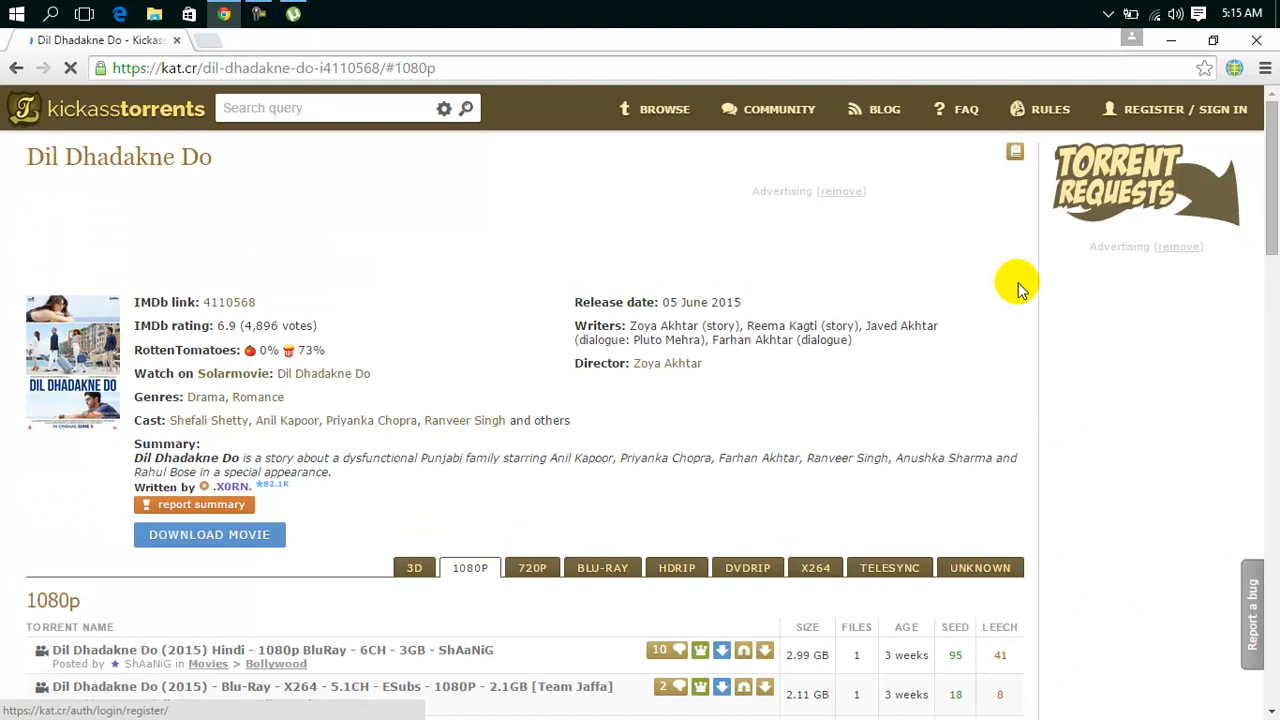 5:15 AM
Dil Dhadakne Do - Kickas
https://kat.cr/dil-dhadakne-do-i4110568/#1080p
kickasstorrents
Search query
BROWSE
COMMUNITY
BLOG
FAQ
RULES
REGISTER / SIGN IN
Dil Dhadakne Do
Advertising (remove)
TORRENT
REQUESTS
Advertising (remove)
IMDb link: 4110568
IMDb rating: 6.9 (4,896 votes)
RottenTomatoes: 0% 73%
Watch on Solarmovie: Dil Dhadakne Do
Genres: Drama, Romance
Release date: 05 June 2015
Writers: Zoya Akhtar (story), Reema Kagti (story), Javed Akhtar
(dialogue: Pluto Mehra), Farhan Akhtar (dialogue)
Director: Zoya Akhtar
Cast: Shefali Shetty, Anil Kapoor, Priyanka Chopra, Ranveer Singh and others
Summary:
Dil Dhadakne Do is a story about a dysfunctional Punjabi family starring Anil Kapoor, Priyanka Chopra, Farhan Akhtar, Ranveer Singh, Anushka Sharma and
Rahul Bose in a special appearance.
Written by .X0RN. 82.1K
report summary
DIL DHADAKNE DO
DOWNLOAD MOVIE
3D 1080P 720P BLU-RAY HDRIP DVDRIP X264 TELESYNC UNKNOWN
1080p
TORRENT NAME SIZE FILES AGE SEED LEECH
Dil Dhadakne Do (2015) Hindi - 1080p BluRay - 6CH - 3GB - ShAaNiG 10 2.99 GB 1 3 weeks 95 41
Posted by ShAaNiG in Movies > Bollywood
Dil Dhadakne Do (2015) - Blu-Ray - X264 - 5.1CH - ESubs - 1080P - 2.1GB [Team Jaffa] 2 2.11 GB 1 3 weeks 18 8
Report a bug
https://kat.cr/auth/login/register/